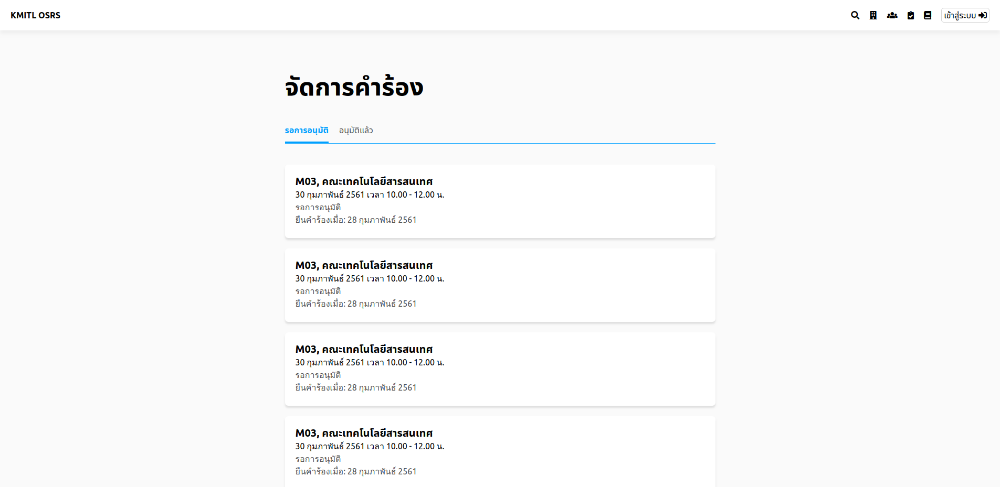 KMITL OSRS
เข้าสู่ระบบ
จัดการคำร้อง
รอการอนุมัติ อนุมัติแล้ว
M03, คณะเทคโนโลยีสารสนเทศ
30 กุมภาพันธ์ 2561 เวลา 10.00 - 12.00 น.
รอการอนุมัติ
ยืนคำร้องเมื่อ: 28 กุมภาพันธ์ 2561
M03, คณะเทคโนโลยีสารสนเทศ
30 กุมภาพันธ์ 2561 เวลา 10.00 - 12.00 น.
รอการอนุมัติ
ยืนคำร้องเมื่อ: 28 กุมภาพันธ์ 2561
M03, คณะเทคโนโลยีสารสนเทศ
30 กุมภาพันธ์ 2561 เวลา 10.00 - 12.00 น.
รอการอนุมัติ
ยืนคำร้องเมื่อ: 28 กุมภาพันธ์ 2561
M03, คณะเทคโนโลยีสารสนเทศ
30 กุมภาพันธ์ 2561 เวลา 10.00 - 12.00 น.
รอการอนุมัติ
ยืนคำร้องเมื่อ: 28 กุมภาพันธ์ 2561